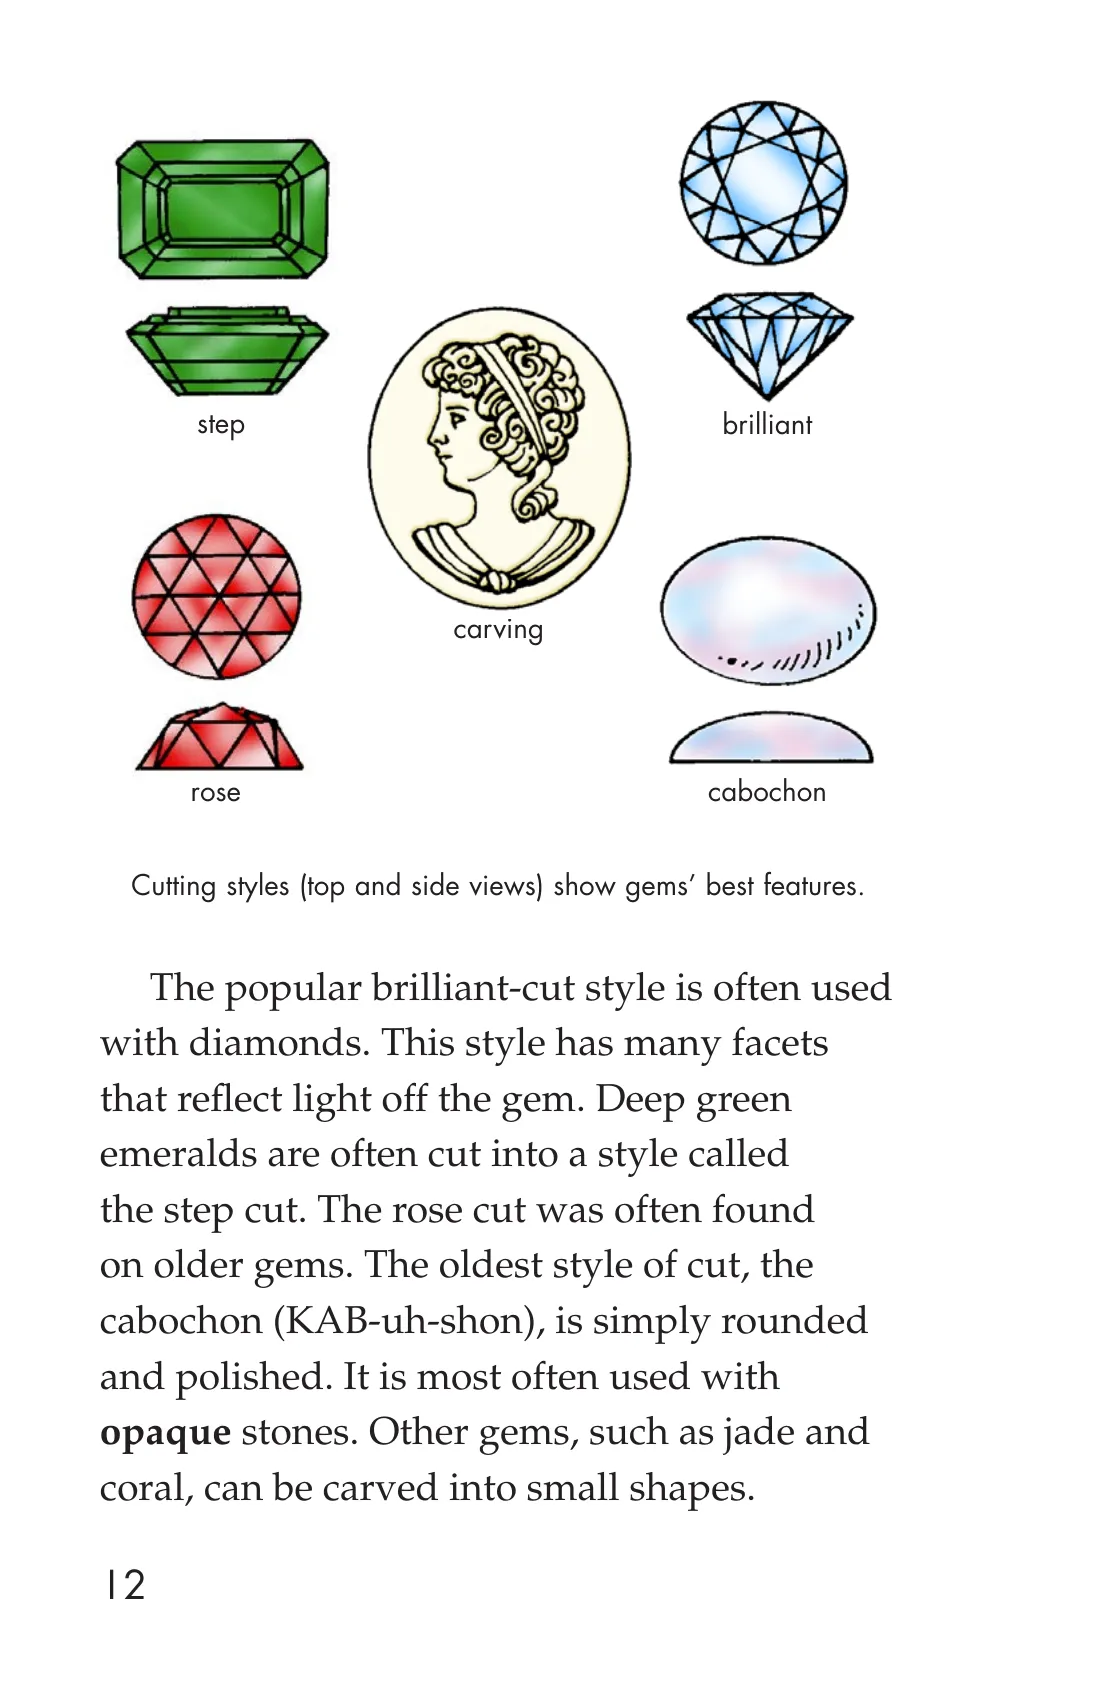 step
brilliant
carving
rose
cabochon
Cutting styles (top and side views) show gems’ best features.
The popular brilliant-cut style is often used
with diamonds. This style has many facets
that reflect light off the gem. Deep green
emeralds are often cut into a style called
the step cut. The rose cut was often found
on older gems. The oldest style of cut, the
cabochon (KAB-uh-shon), is simply rounded
and polished. It is most often used with
opaque stones. Other gems, such as jade and
coral, can be carved into small shapes.
12